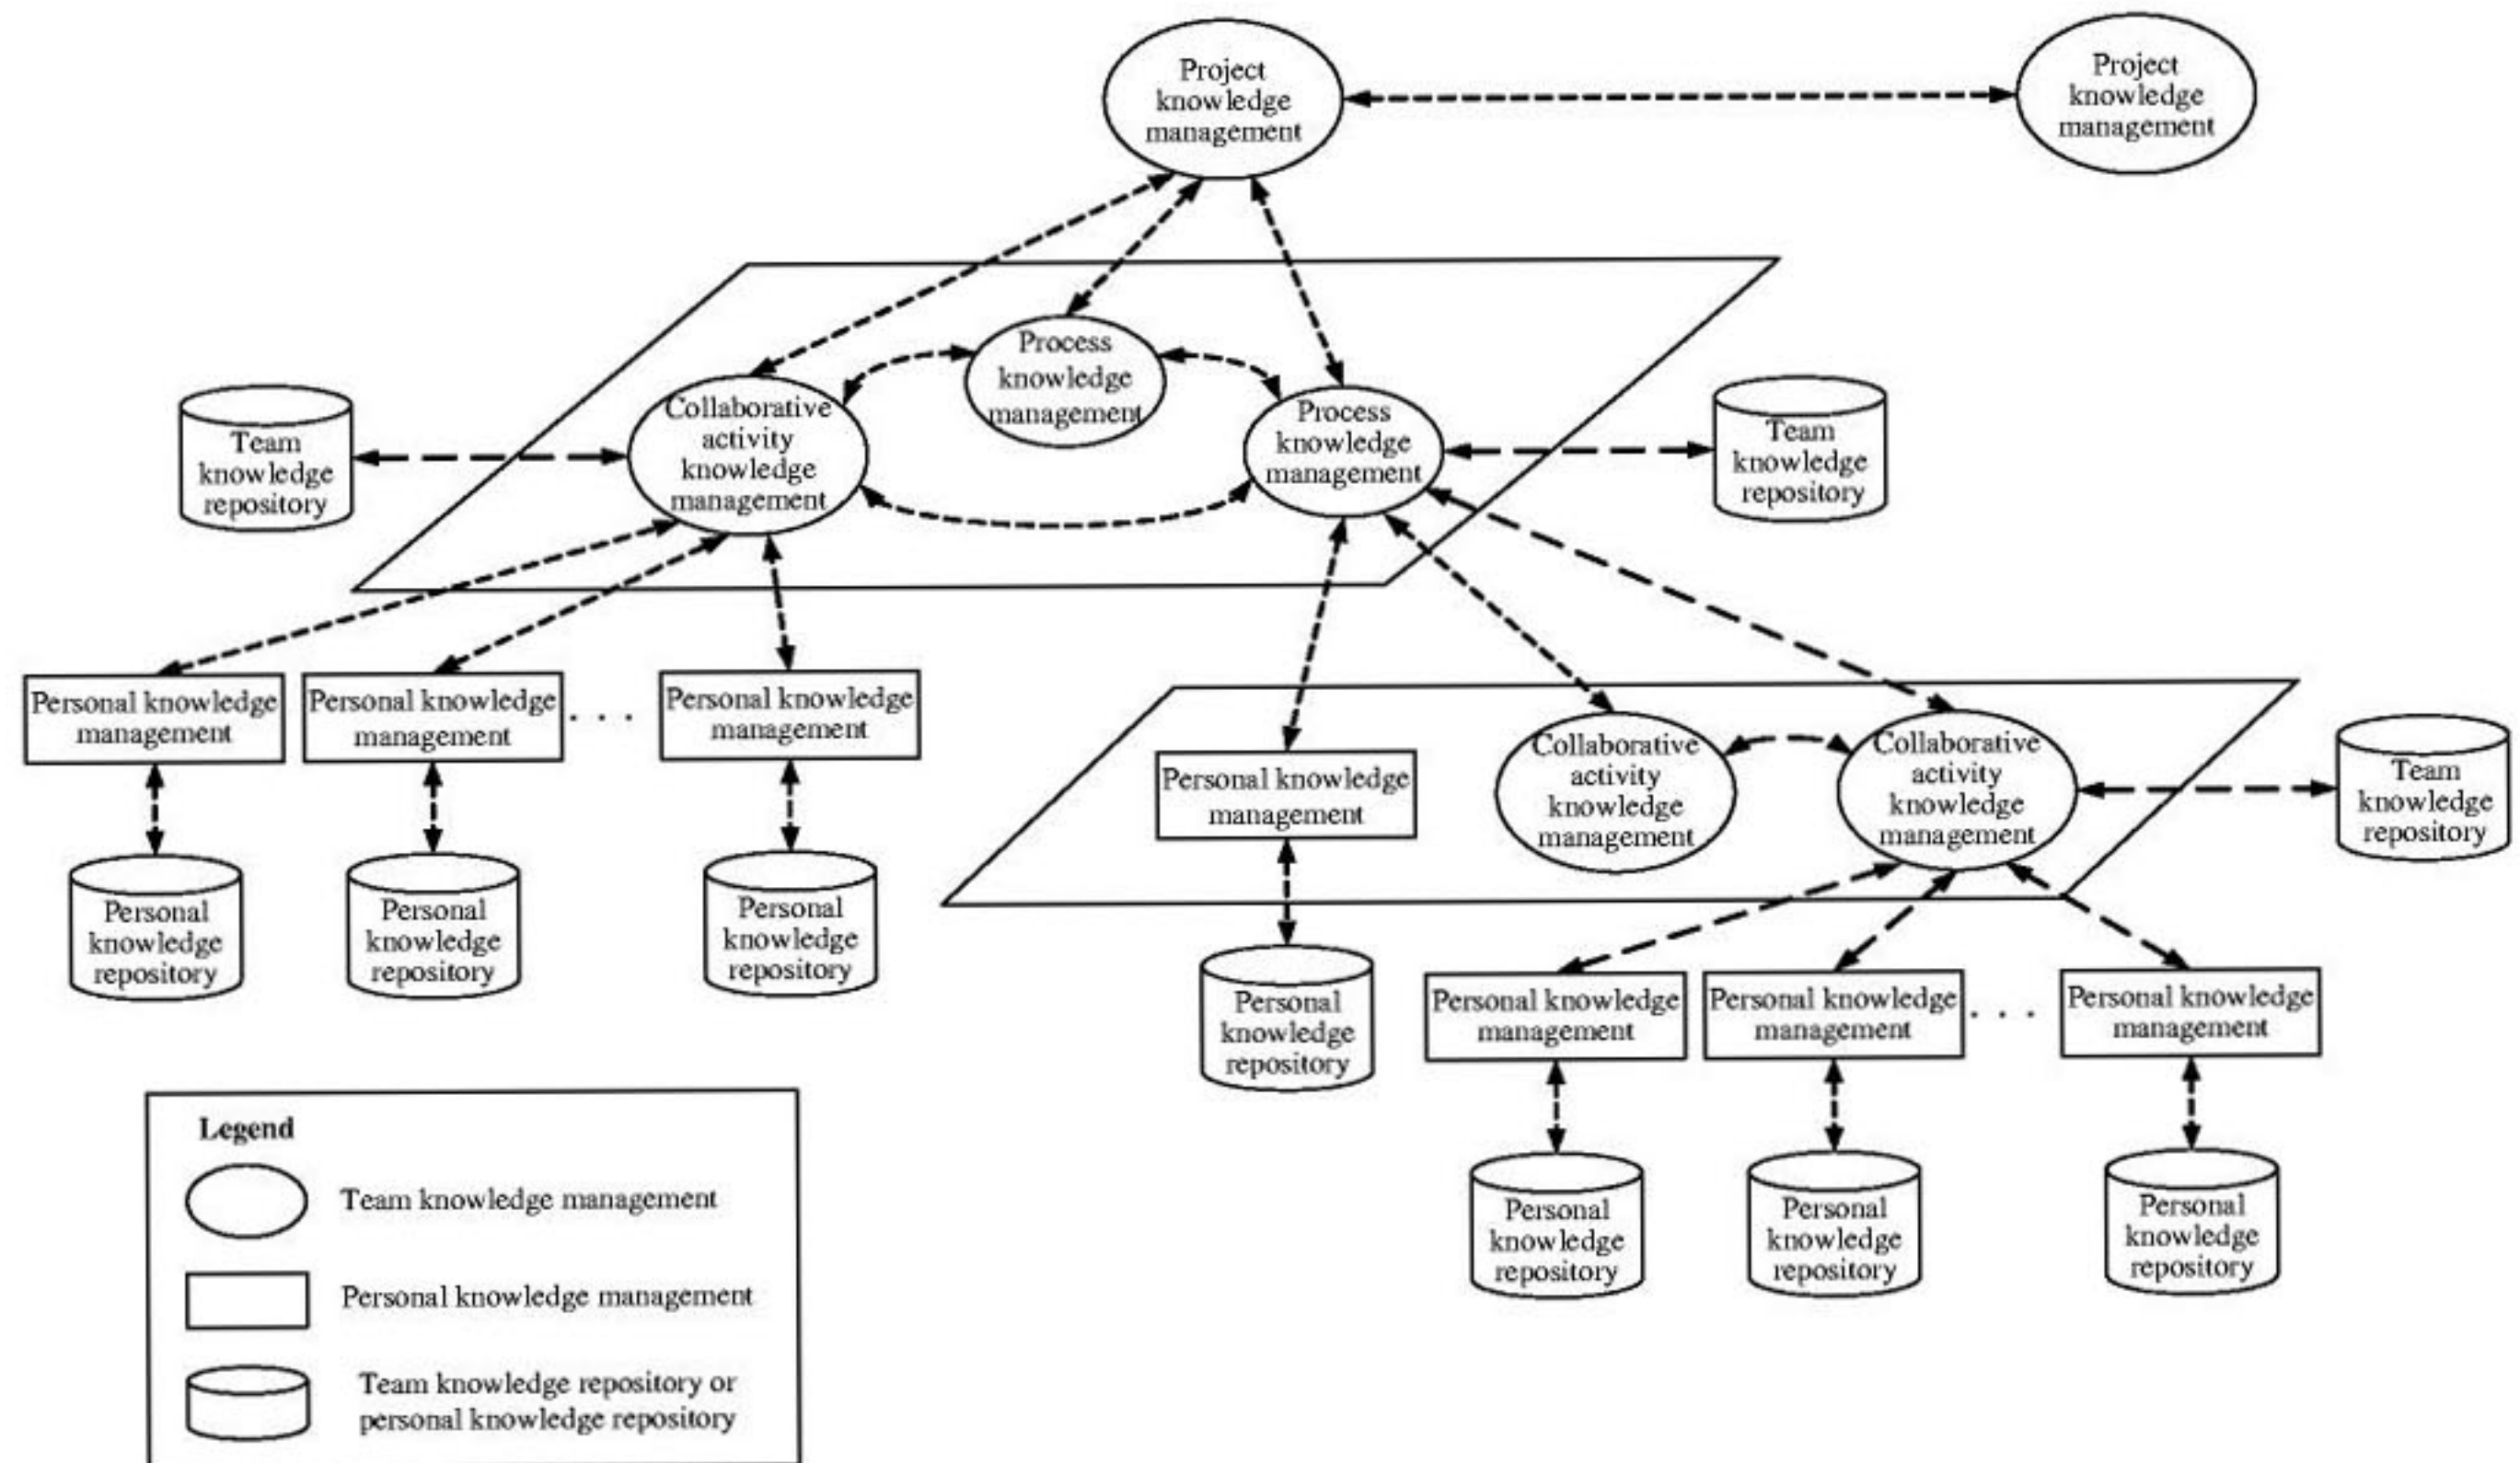 Project
knowledge
management
Project
knowledge
management
Process
knowledge
management
Collaborative
activity
knowledge
management
Process
knowledge
management
Team
knowledge
repository
Team
knowledge
repository
Personal knowledge
management
Personal knowledge
management
. . .
Personal knowledge
management
Personal knowledge
management
Collaborative
activity
knowledge
management
Collaborative
activity
knowledge
management
Team
knowledge
repository
Personal
knowledge
repository
Personal
knowledge
repository
Personal
knowledge
repository
Personal
knowledge
repository
Personal knowledge
management
Personal knowledge
management
. . .
Personal knowledge
management
Personal
knowledge
repository
Personal
knowledge
repository
Personal
knowledge
repository
Legend
Team knowledge management
Personal knowledge management
Team knowledge repository or
personal knowledge repository